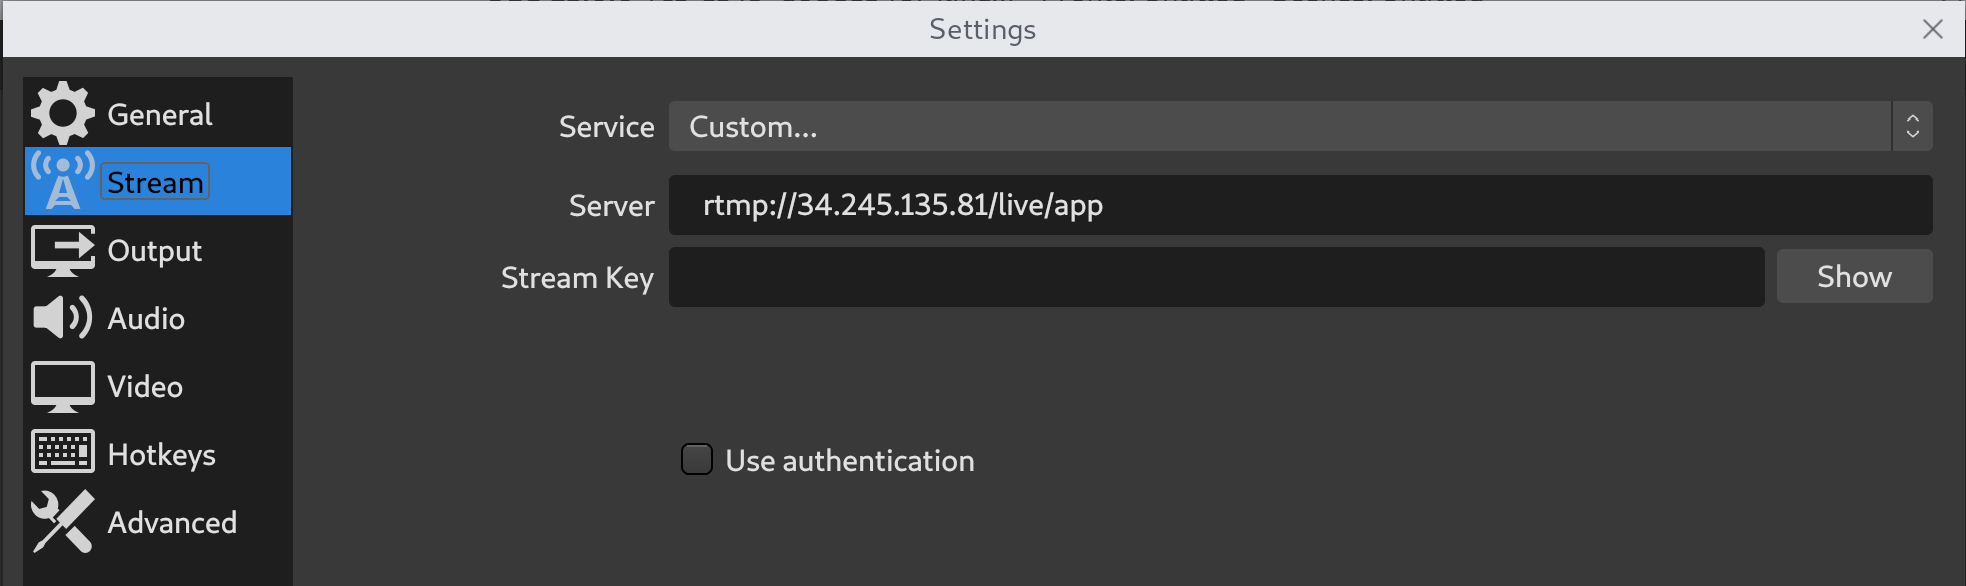 Settings
General
Stream
Output
Audio
Video
Hotkeys
Advanced
Service Custom...
Server rtmp://34.245.135.81/live/app
Stream Key Show
Use authentication